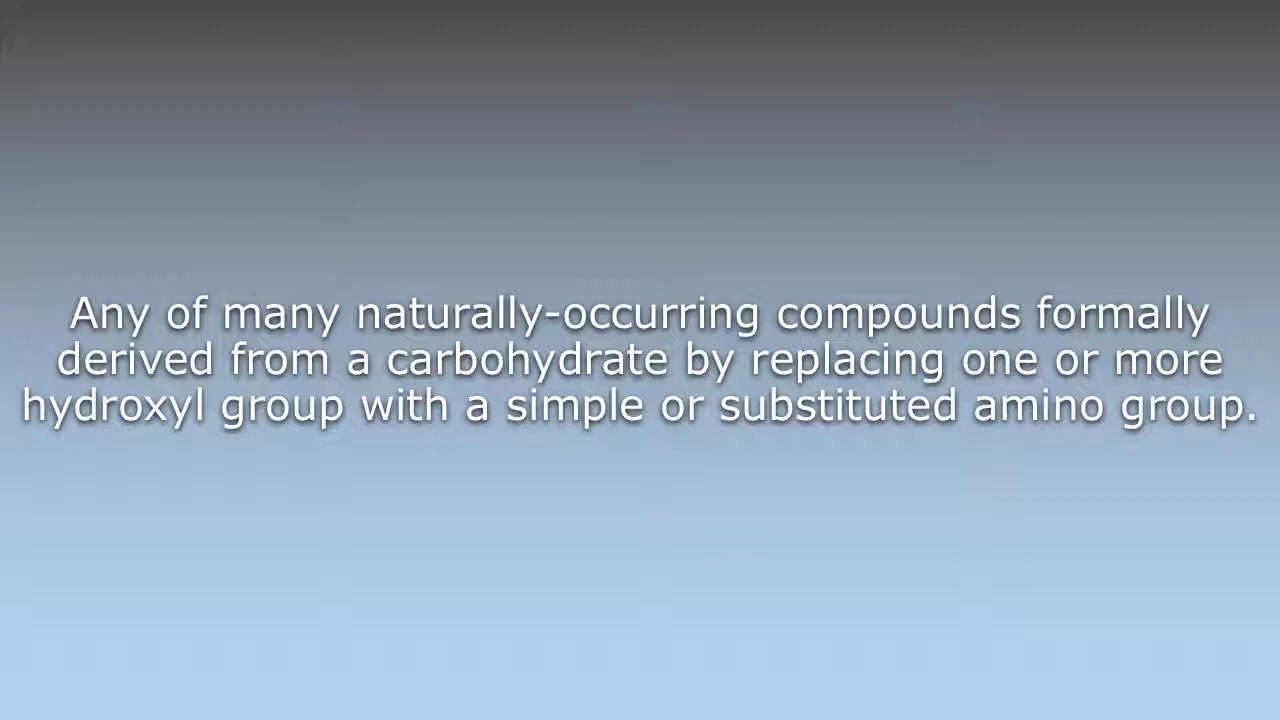 Any of many naturally-occurring compounds formally
derived from a carbohydrate by replacing one or more
hydroxyl group with a simple or substituted amino group.